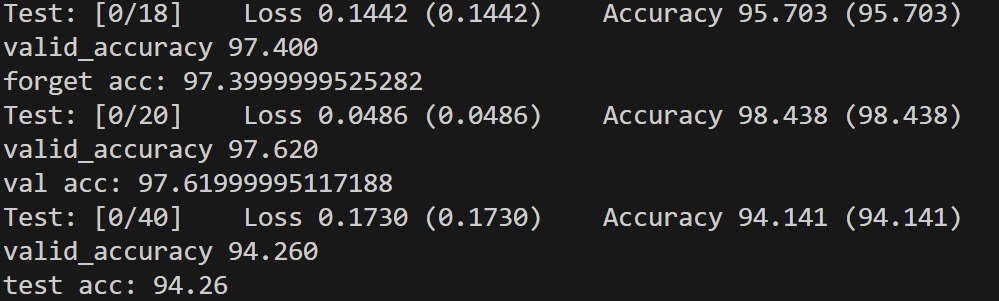 Test: [0/18]    Loss 0.1442 (0.1442)    Accuracy 95.703 (95.703)
valid_accuracy 97.400
forget acc: 97.3999999525282
Test: [0/20]    Loss 0.0486 (0.0486)    Accuracy 98.438 (98.438)
valid_accuracy 97.620
val acc: 97.61999995117188
Test: [0/40]    Loss 0.1730 (0.1730)    Accuracy 94.141 (94.141)
valid_accuracy 94.260
test acc: 94.26